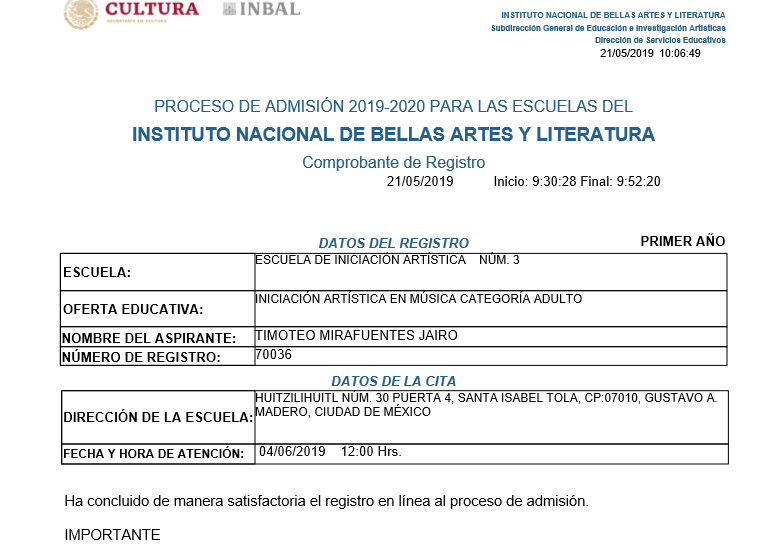 CULTURA
SECRETARÍA DE CULTURA
INBAL
INSTITUTO NACIONAL DE BELLAS ARTES Y LITERATURA
Subdirección General de Educación e Investigación Artísticas
Dirección de Servicios Educativos
21/05/2019 10:06:49
PROCESO DE ADMISIÓN 2019-2020 PARA LAS ESCUELAS DEL
INSTITUTO NACIONAL DE BELLAS ARTES Y LITERATURA
Comprobante de Registro
21/05/2019 Inicio: 9:30:28 Final: 9:52:20
DATOS DEL REGISTRO PRIMER AÑO
ESCUELA: ESCUELA DE INICIACIÓN ARTÍSTICA NÚM. 3
OFERTA EDUCATIVA: INICIACIÓN ARTÍSTICA EN MÚSICA CATEGORÍA ADULTO
NOMBRE DEL ASPIRANTE: TIMOTEO MIRAFUENTES JAIRO
NÚMERO DE REGISTRO: 70036
DATOS DE LA CITA
DIRECCIÓN DE LA ESCUELA: HUITZILIHUITL NÚM. 30 PUERTA 4, SANTA ISABEL TOLA, CP:07010, GUSTAVO A.
MADERO, CIUDAD DE MÉXICO
FECHA Y HORA DE ATENCIÓN: 04/06/2019 12:00 Hrs.
Ha concluido de manera satisfactoria el registro en línea al proceso de admisión.
IMPORTANTE